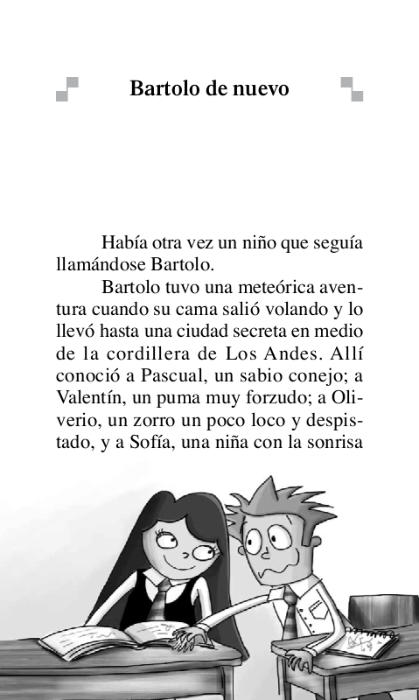 Bartolo de nuevo
Había otra vez un niño que seguía
llamándose Bartolo.
Bartolo tuvo una meteórica aven-
tura cuando su cama salió volando y lo
llevó hasta una ciudad secreta en medio
de la cordillera de Los Andes. Allí
conoció a Pascual, un sabio conejo; a
Valentín, un puma muy forzudo; a Oli-
verio, un zorro un poco loco y despis-
tado, y a Sofía, una niña con la sonrisa